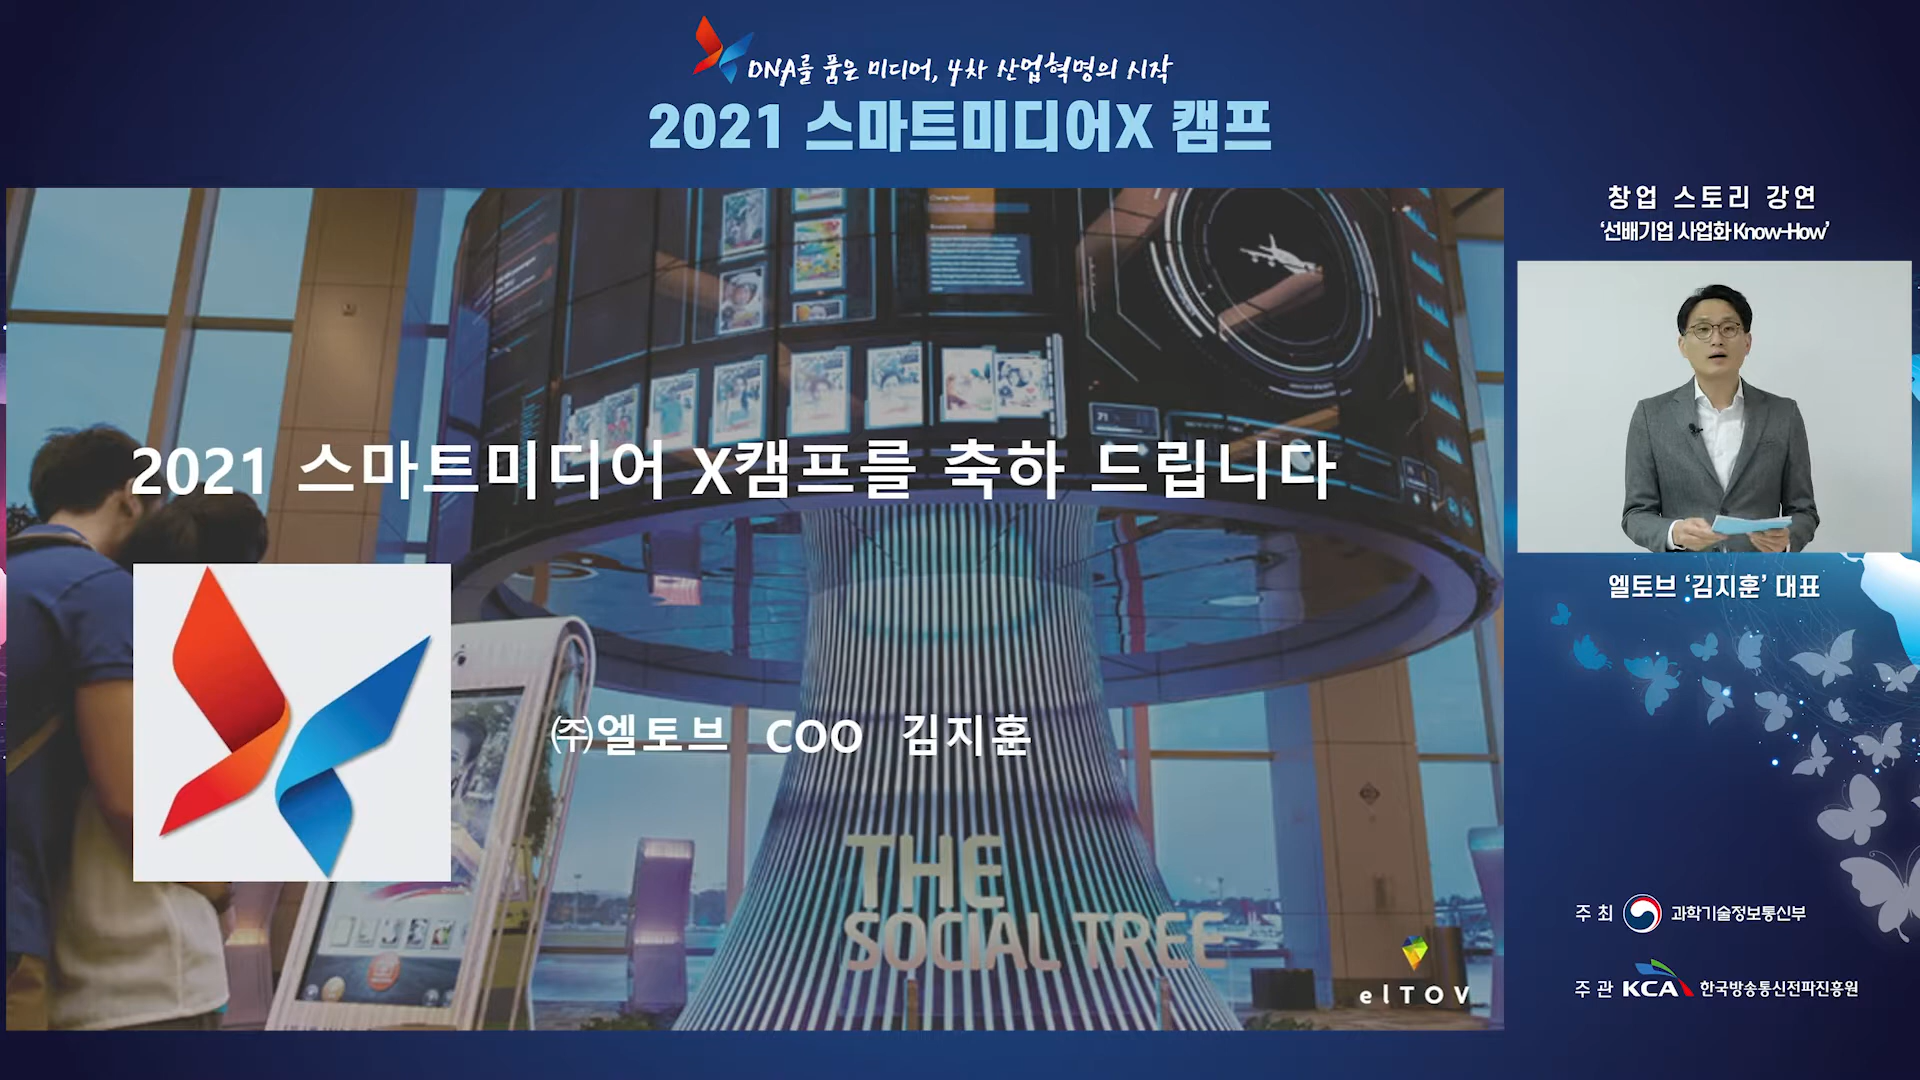 DNA를 품은 미디어, 4차 산업혁명의 시작
2021 스마트미디어X 캠프
창업 스토리 강연
‘선배기업 사업화 Know-How’
2021 스마트미디어 X캠프를 축하 드립니다
㈜엘토브 COO 김지훈
THE
SOCIAL TREE
elTOV
엘토브 ‘김지훈’ 대표
주최 과학기술정보통신부
주관 KCA 한국방송통신전파진흥원